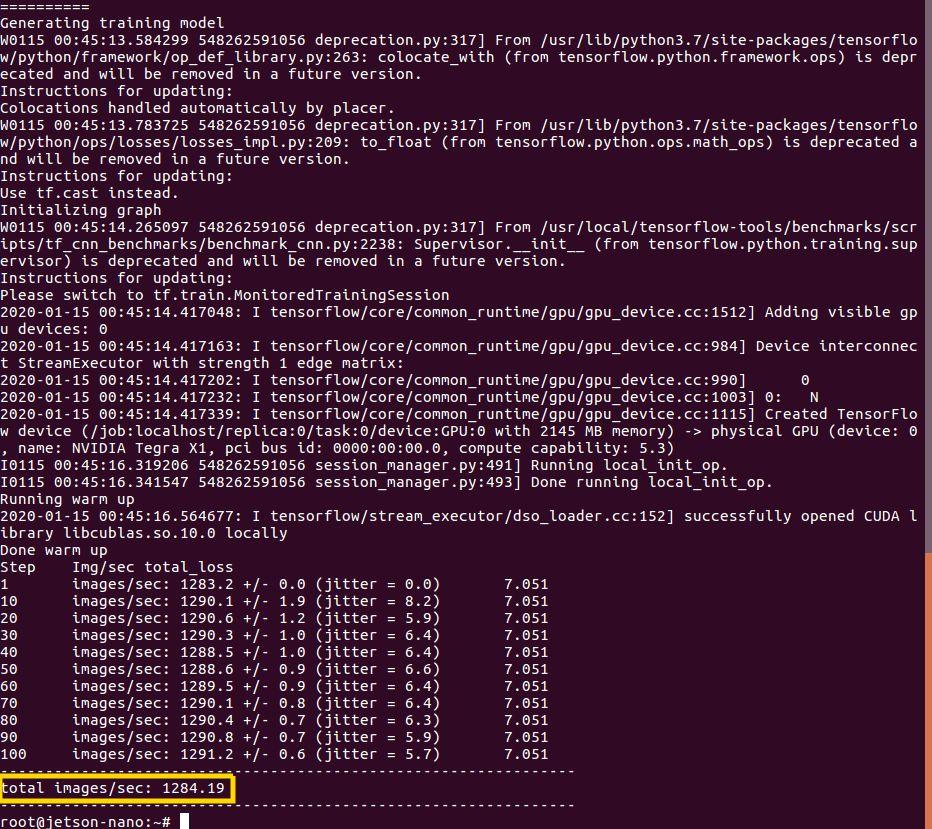 ==========
Generating training model
W0115 00:45:13.584299 548262591056 deprecation.py:317] From /usr/lib/python3.7/site-packages/tensorflo
w/python/framework/op_def_library.py:263: colocate_with (from tensorflow.python.framework.ops) is depr
ecated and will be removed in a future version.
Instructions for updating:
Colocations handled automatically by placer.
W0115 00:45:13.783725 548262591056 deprecation.py:317] From /usr/lib/python3.7/site-packages/tensorflo
w/python/ops/losses/losses_impl.py:209: to_float (from tensorflow.python.ops.math_ops) is deprecated a
nd will be removed in a future version.
Instructions for updating:
Use tf.cast instead.
Initializing graph
W0115 00:45:14.265097 548262591056 deprecation.py:317] From /usr/local/tensorflow-tools/benchmarks/scr
ipts/tf_cnn_benchmarks/benchmark_cnn.py:2238: Supervisor.__init__ (from tensorflow.python.training.sup
ervisor) is deprecated and will be removed in a future version.
Instructions for updating:
Please switch to tf.train.MonitoredTrainingSession
2020-01-15 00:45:14.417048: I tensorflow/core/common_runtime/gpu/gpu_device.cc:1512] Adding visible gp
u devices: 0
2020-01-15 00:45:14.417163: I tensorflow/core/common_runtime/gpu/gpu_device.cc:984] Device interconnec
t StreamExecutor with strength 1 edge matrix:
2020-01-15 00:45:14.417202: I tensorflow/core/common_runtime/gpu/gpu_device.cc:990]      0
2020-01-15 00:45:14.417232: I tensorflow/core/common_runtime/gpu/gpu_device.cc:1003] 0:   N
2020-01-15 00:45:14.417339: I tensorflow/core/common_runtime/gpu/gpu_device.cc:1115] Created TensorFlo
w device (/job:localhost/replica:0/task:0/device:GPU:0 with 2145 MB memory) -> physical GPU (device: 0
, name: NVIDIA Tegra X1, pci bus id: 0000:00:00.0, compute capability: 5.3)
I0115 00:45:16.319206 548262591056 session_manager.py:491] Running local_init_op.
I0115 00:45:16.341547 548262591056 session_manager.py:493] Done running local_init_op.
Running warm up
2020-01-15 00:45:16.564677: I tensorflow/stream_executor/dso_loader.cc:152] successfully opened CUDA l
ibrary libcublas.so.10.0 locally
Done warm up
Step    Img/sec total_loss
1       images/sec: 1283.2 +/- 0.0 (jitter = 0.0)       7.051
10      images/sec: 1290.1 +/- 1.9 (jitter = 8.2)       7.051
20      images/sec: 1290.6 +/- 1.2 (jitter = 5.9)       7.051
30      images/sec: 1290.3 +/- 1.0 (jitter = 6.4)       7.051
40      images/sec: 1288.5 +/- 1.0 (jitter = 6.4)       7.051
50      images/sec: 1288.6 +/- 0.9 (jitter = 6.6)       7.051
60      images/sec: 1289.5 +/- 0.9 (jitter = 6.4)       7.051
70      images/sec: 1290.1 +/- 0.8 (jitter = 6.4)       7.051
80      images/sec: 1290.4 +/- 0.7 (jitter = 6.3)       7.051
90      images/sec: 1290.8 +/- 0.7 (jitter = 5.9)       7.051
100     images/sec: 1291.2 +/- 0.6 (jitter = 5.7)       7.051
----------------------------------------------------------------
total images/sec: 1284.19
----------------------------------------------------------------
root@jetson-nano:~#